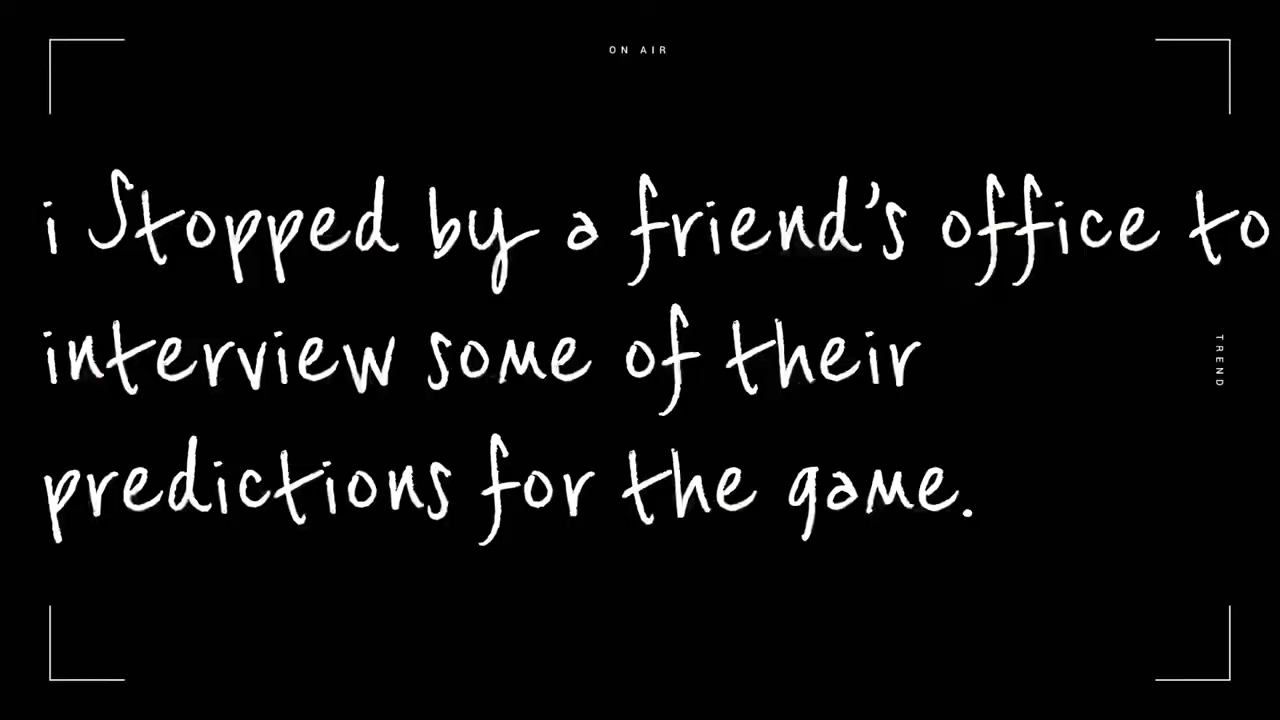 ON AIR
i Stopped by a friend's office to
interview some of their
TREND
predictions for the game.